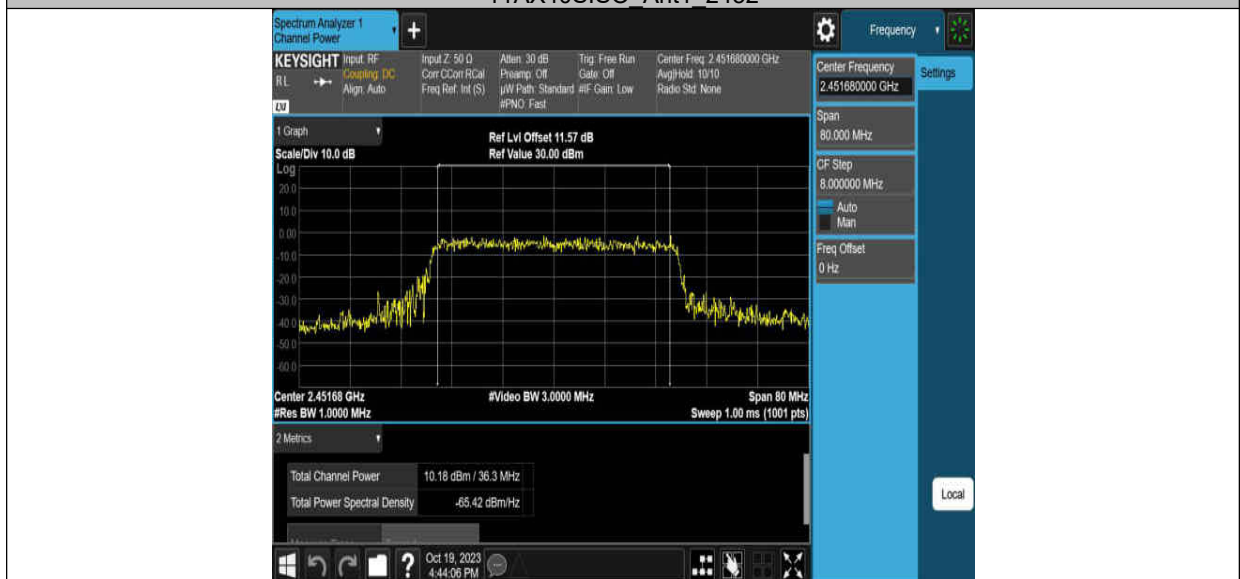 11AX40SISO_Ant1_2452
Spectrum Analyzer 1
Channel Power
+
Frequency
KEYSIGHT
RL
LXI
Input: RF
Coupling: DC
Align: Auto
Input Z: 50 Ω
Corr CCorr RCal
Freq Ref: Int (S)
Atten: 30 dB
Preamp: Off
µW Path: Standard
#PNO: Fast
Trig: Free Run
Gate: Off
#IF Gain: Low
Center Freq: 2.451680000 GHz
Avg|Hold: 10/10
Radio Std: None
Center Frequency
2.451680000 GHz
Settings
Span
80.000 MHz
CF Step
8.000000 MHz
Auto
Man
Freq Offset
0 Hz
1 Graph
Scale/Div 10.0 dB
Ref Lvl Offset 11.57 dB
Ref Value 30.00 dBm
Log
20.0
10.0
0.00
-10.0
-20.0
-30.0
-40.0
-50.0
-60.0
Center 2.45168 GHz
#Res BW 1.0000 MHz
#Video BW 3.0000 MHz
Span 80 MHz
Sweep 1.00 ms (1001 pts)
2 Metrics
Total Channel Power 10.18 dBm / 36.3 MHz
Total Power Spectral Density -65.42 dBm/Hz
Local
?
Oct 19, 2023
4:44:06 PM